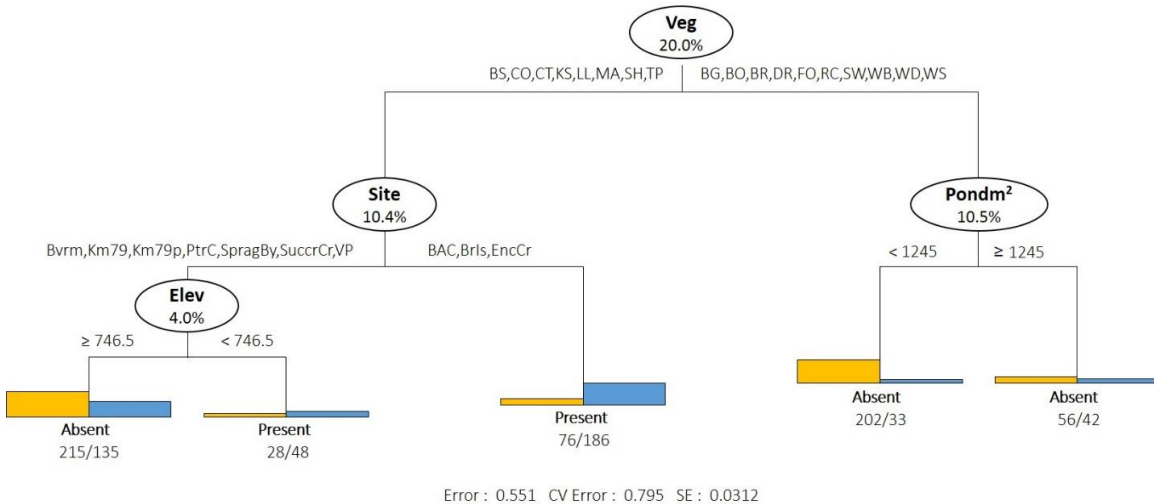 Veg
20.0%
BS,CO,CT,KS,LL,MA,SH,TP
BG,BO,BR,DR,FO,RC,SW,WB,WD,WS
Site
10.4%
Pondm²
10.5%
Bvrm,Km79,Km79p,PtrC,SpragBy,SuccrCr,VP
BAC,Brls,EncCr
< 1245
≥ 1245
Elev
4.0%
≥ 746.5
< 746.5
Absent
215/135
Present
28/48
Present
76/186
Absent
202/33
Absent
56/42
Error : 0.551 CV Error : 0.795 SE : 0.0312